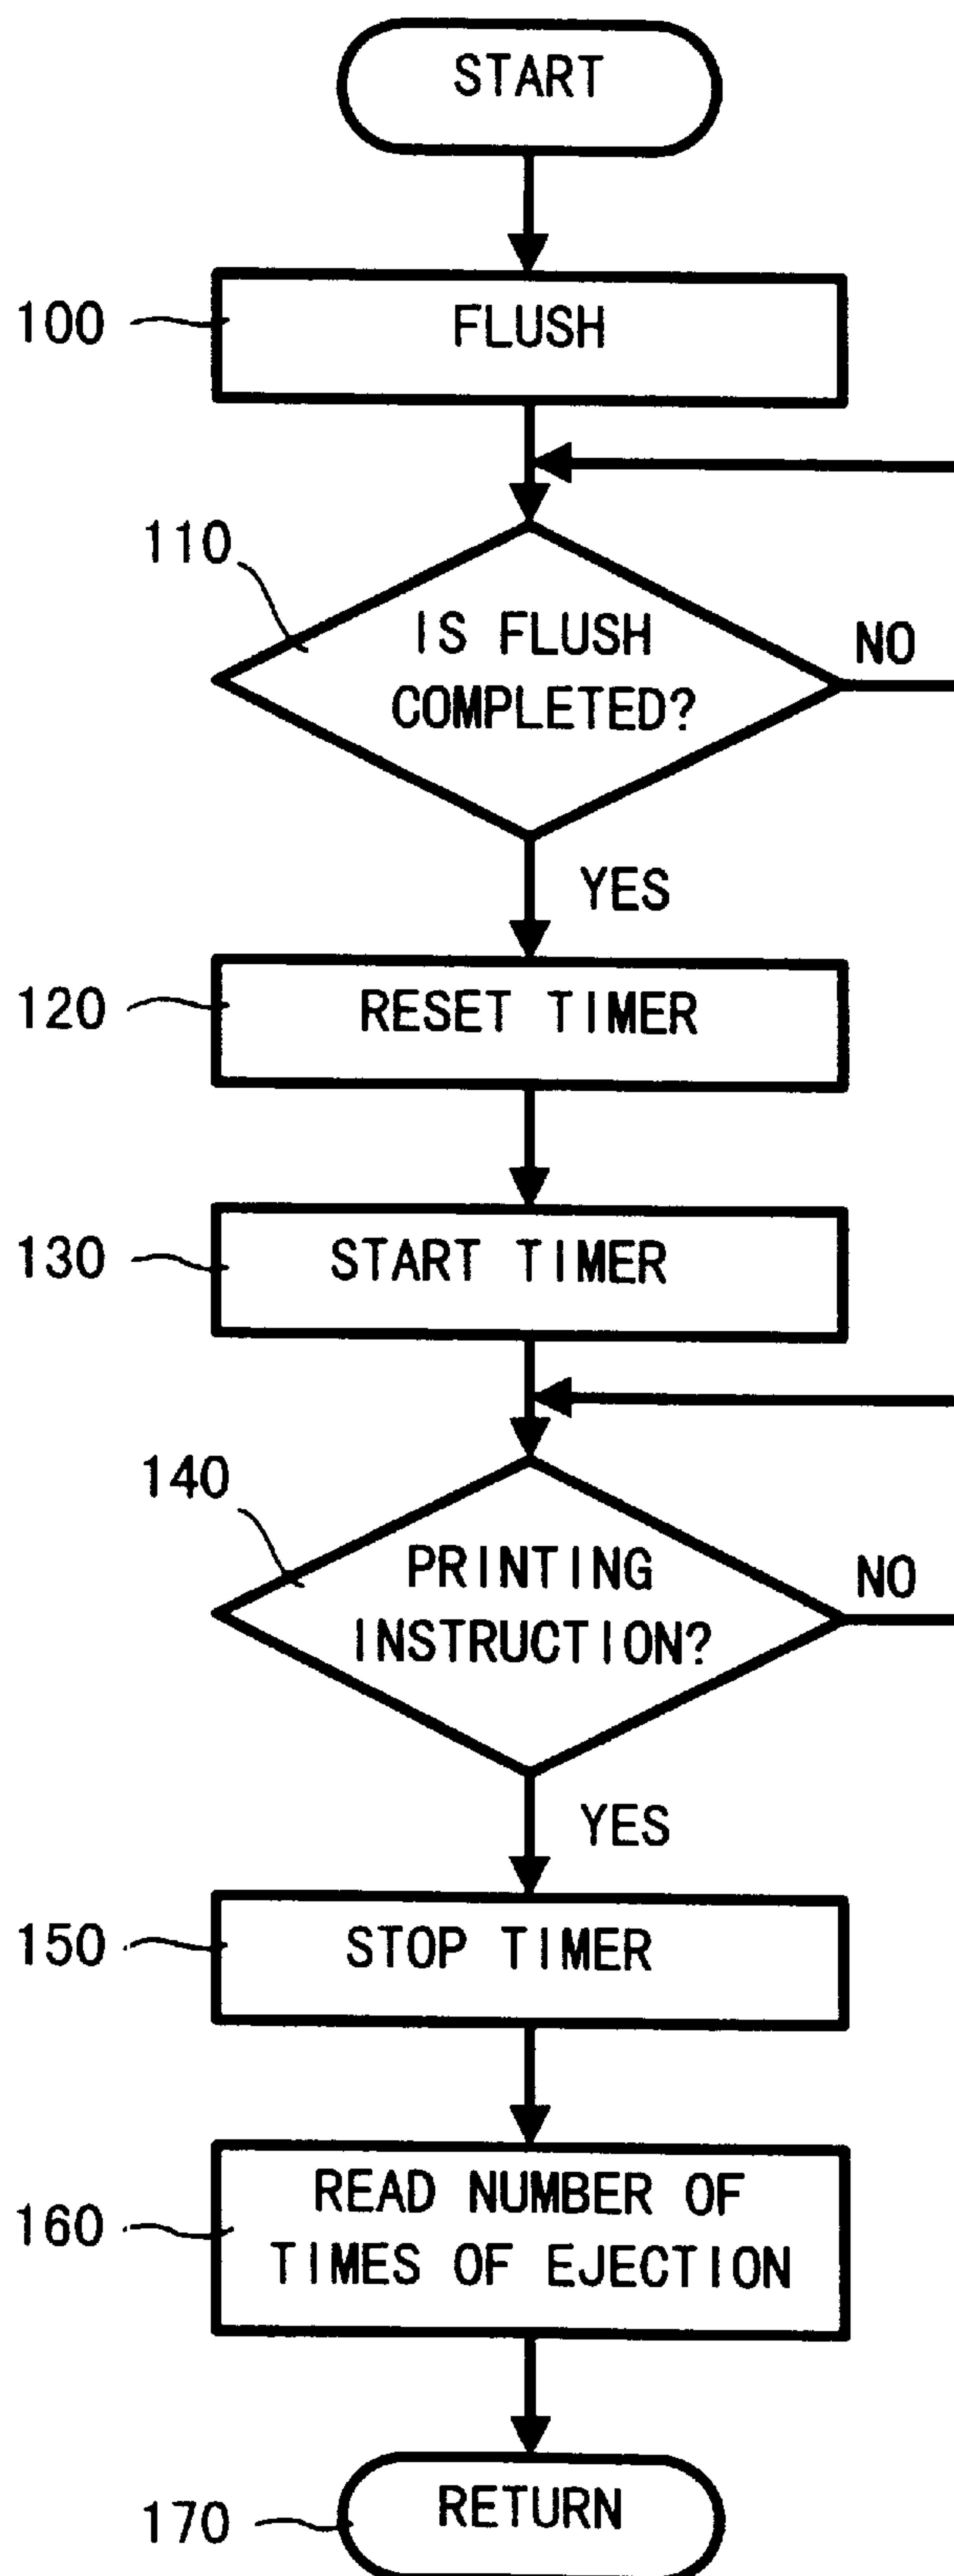 START
100
FLUSH
110
IS FLUSH
COMPLETED?
NO
YES
120
RESET TIMER
130
START TIMER
140
PRINTING
INSTRUCTION?
NO
YES
150
STOP TIMER
160
READ NUMBER OF
TIMES OF EJECTION
170
RETURN